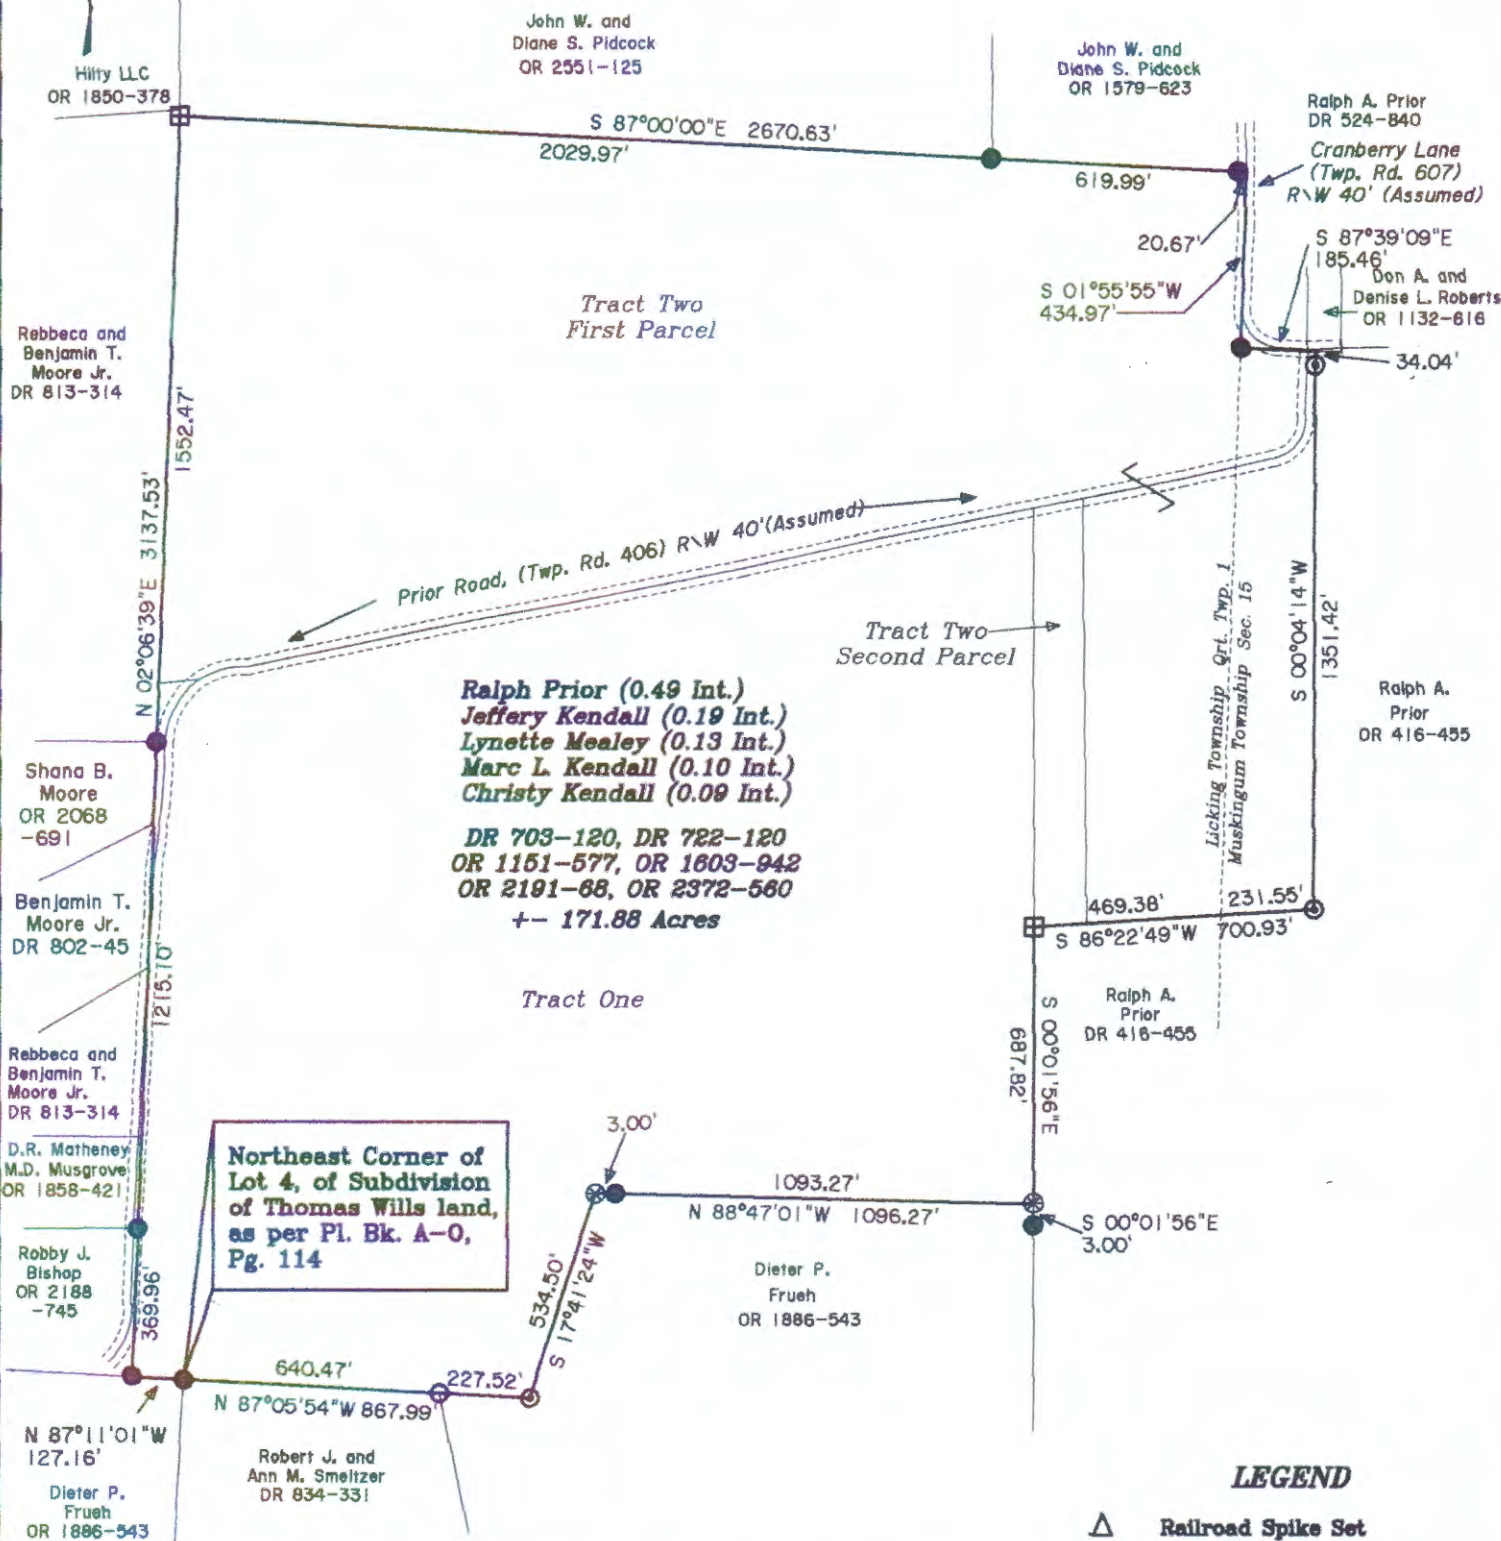 John W. and
Diane S. Pidcock
OR 2551-125
John W. and
Diane S. Pidcock
OR 1579-623
Hilty LLC
OR 1850-378
Ralph A. Prior
DR 524-840
Cranberry Lane
(Twp. Rd. 607)
R\W 40' (Assumed)
S 87°00'00"E 2670.63'
2029.97'
619.99'
20.67'
S 87°39'09"E
185.46'
Don A. and
Denise L. Roberts
OR 1132-616
S 01°55'55"W
434.97'
34.04'
Tract Two
First Parcel
Rebbeca and
Benjamin T.
Moore Jr.
DR 813-314
1552.47'
N 02°06'39"E 3137.53'
Prior Road, (Twp. Rd. 406) R\W 40'(Assumed)
Tract Two
Second Parcel
Licking Township Qrt. Twp. 1
Muskingum Township Sec. 15
S 00°04'14"W
1351.42'
Ralph A.
Prior
OR 416-455
Ralph Prior (0.49 Int.)
Jeffery Kendall (0.19 Int.)
Lynette Mealey (0.13 Int.)
Marc L. Kendall (0.10 Int.)
Christy Kendall (0.09 Int.)
DR 703-120, DR 722-120
OR 1151-577, OR 1603-942
OR 2191-68, OR 2372-560
+- 171.88 Acres
Shana B.
Moore
OR 2068
-691
Benjamin T.
Moore Jr.
DR 802-45
1215.10'
469.38'
231.55'
S 86°22'49"W 700.93'
Tract One
Ralph A.
Prior
DR 416-455
S 00°01'56"E
687.82'
Rebbeca and
Benjamin T.
Moore Jr.
DR 813-314
D.R. Matheney
M.D. Musgrove
OR 1858-421
Northeast Corner of
Lot 4, of Subdivision
of Thomas Wills land,
as per Pl. Bk. A-0,
Pg. 114
3.00'
1093.27'
N 88°47'01"W 1096.27'
S 00°01'56"E
3.00'
Robby J.
Bishop
OR 2188
-745
369.96'
534.50'
S 17°41'24"W
Dieter P.
Frueh
OR 1886-543
640.47'
227.52'
N 87°05'54"W 867.99'
N 87°11'01"W
127.16'
Robert J. and
Ann M. Smeltzer
DR 834-331
Dieter P.
Frueh
OR 1886-543
LEGEND
Railroad Spike Set